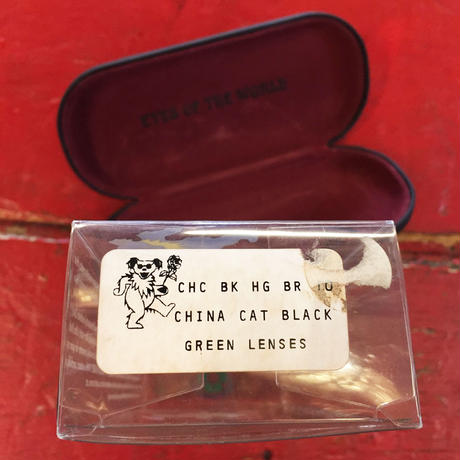 EYES OF THE WORLD
CHC BK HG BR
CHINA CAT BLACK
GREEN LENSES